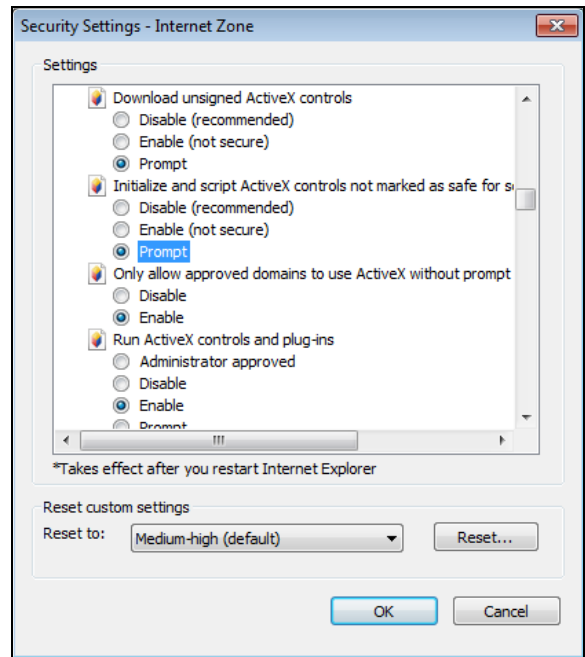 Security Settings - Internet Zone
Settings
Download unsigned ActiveX controls
Disable (recommended)
Enable (not secure)
Prompt
Initialize and script ActiveX controls not marked as safe for s
Disable (recommended)
Enable (not secure)
Prompt
Only allow approved domains to use ActiveX without prompt
Disable
Enable
Run ActiveX controls and plug-ins
Administrator approved
Disable
Enable
Prompt
*Takes effect after you restart Internet Explorer
Reset custom settings
Reset to:
Medium-high (default)
Reset...
OK
Cancel